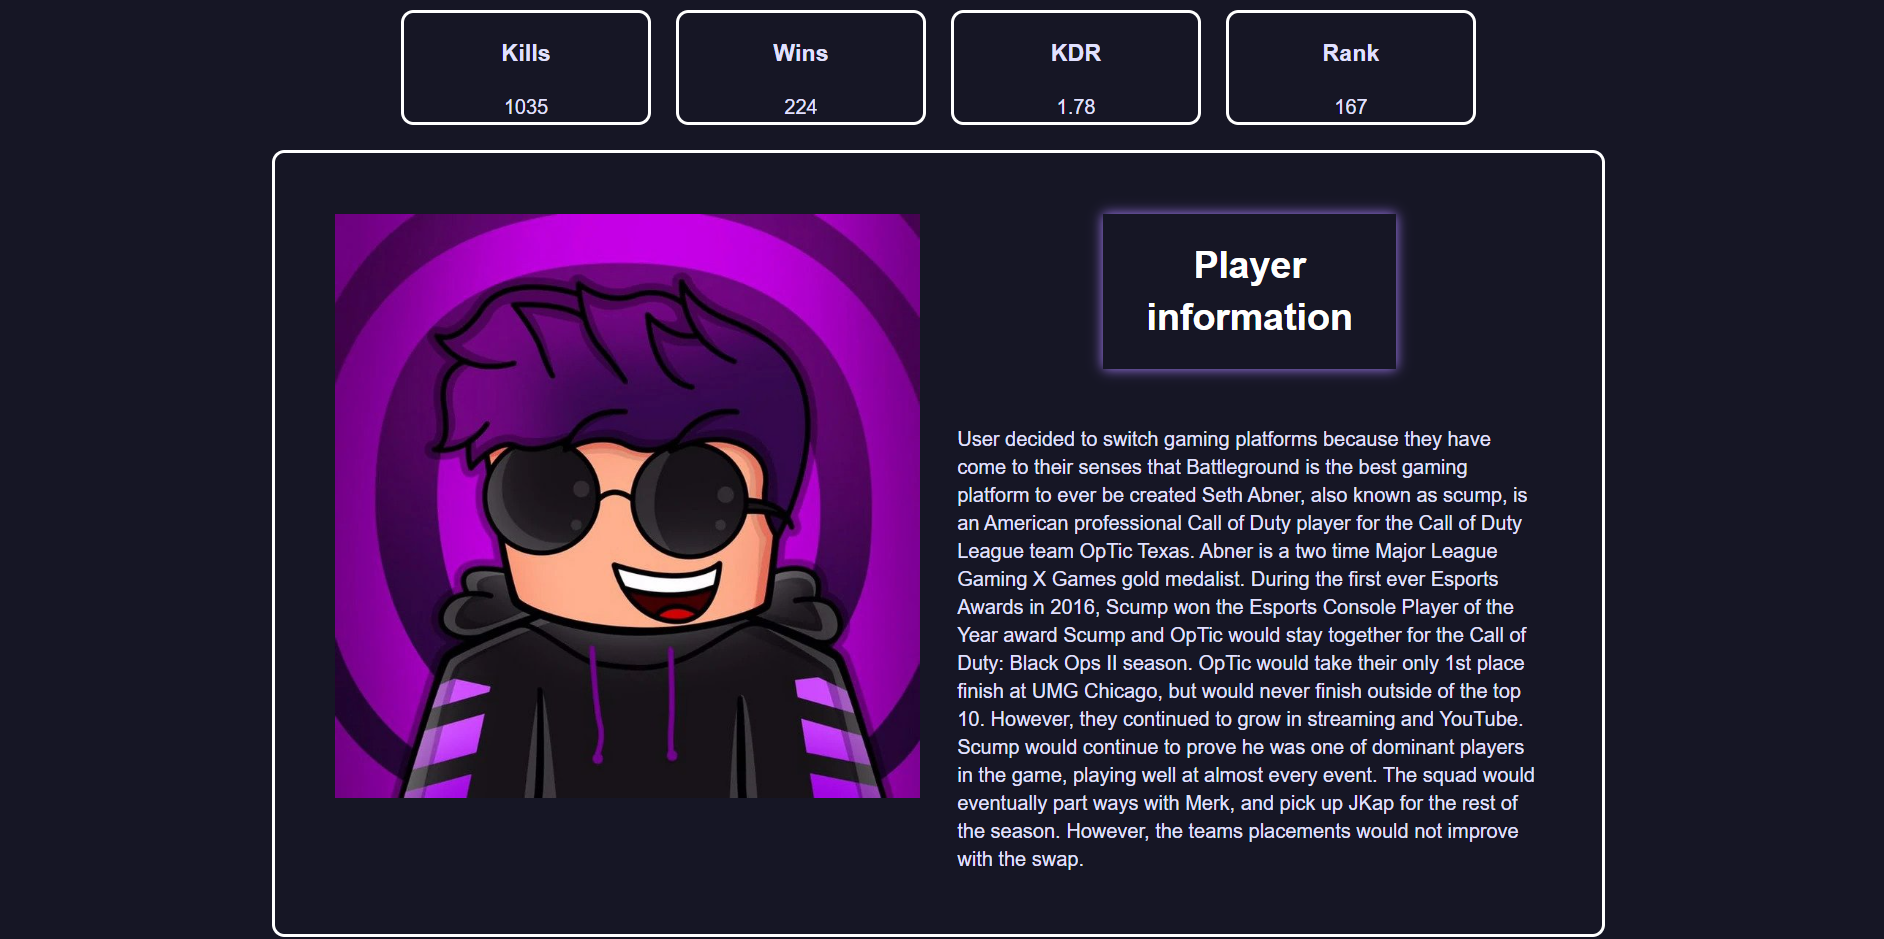 Kills
1035
Wins
224
KDR
1.78
Rank
167
Player
information
User decided to switch gaming platforms because they have
come to their senses that Battleground is the best gaming
platform to ever be created Seth Abner, also known as scump, is
an American professional Call of Duty player for the Call of Duty
League team OpTic Texas. Abner is a two time Major League
Gaming X Games gold medalist. During the first ever Esports
Awards in 2016, Scump won the Esports Console Player of the
Year award Scump and OpTic would stay together for the Call of
Duty: Black Ops II season. OpTic would take their only 1st place
finish at UMG Chicago, but would never finish outside of the top
10. However, they continued to grow in streaming and YouTube.
Scump would continue to prove he was one of dominant players
in the game, playing well at almost every event. The squad would
eventually part ways with Merk, and pick up JKap for the rest of
the season. However, the teams placements would not improve
with the swap.